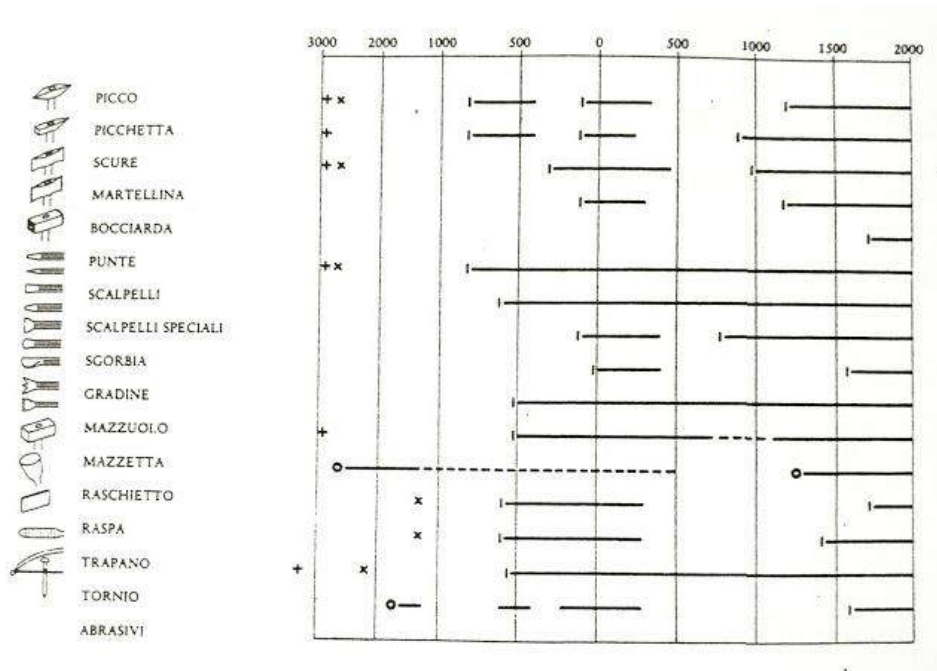 3000 2000 1000 500 0 500 1000 1500 2000
PICCO
PICCHETTA
SCURE
MARTELLINA
BOCCIARDA
PUNTE
SCALPELLI
SCALPELLI SPECIALI
SGORBIA
GRADINE
MAZZUOLO
MAZZETTA
RASCHIETTO
RASPA
TRAPANO
TORNIO
ABRASIVI